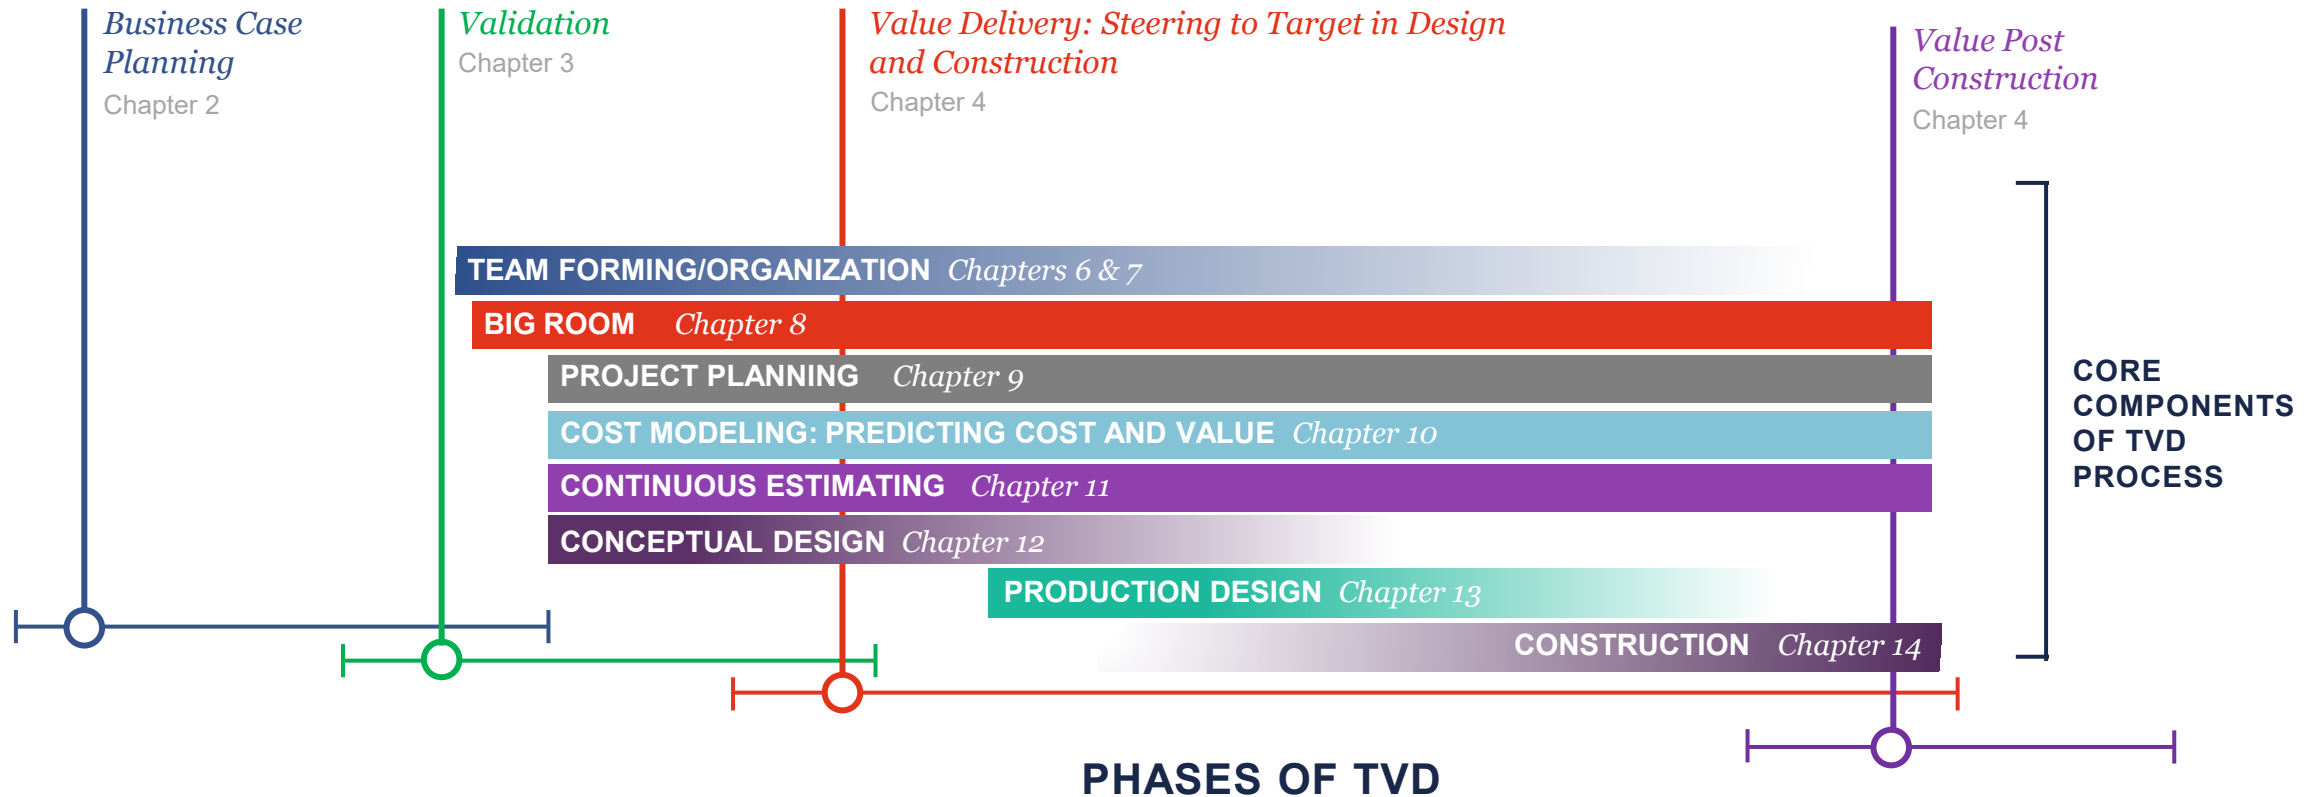 Business Case
Planning
Chapter 2
Validation
Chapter 3
Value Delivery: Steering to Target in Design
and Construction
Chapter 4
Value Post
Construction
Chapter 4
TEAM FORMING/ORGANIZATION Chapters 6 & 7
BIG ROOM Chapter 8
PROJECT PLANNING Chapter 9
COST MODELING: PREDICTING COST AND VALUE Chapter 10
CONTINUOUS ESTIMATING Chapter 11
CONCEPTUAL DESIGN Chapter 12
PRODUCTION DESIGN Chapter 13
CONSTRUCTION Chapter 14
CORE
COMPONENTS
OF TVD
PROCESS
PHASES OF TVD